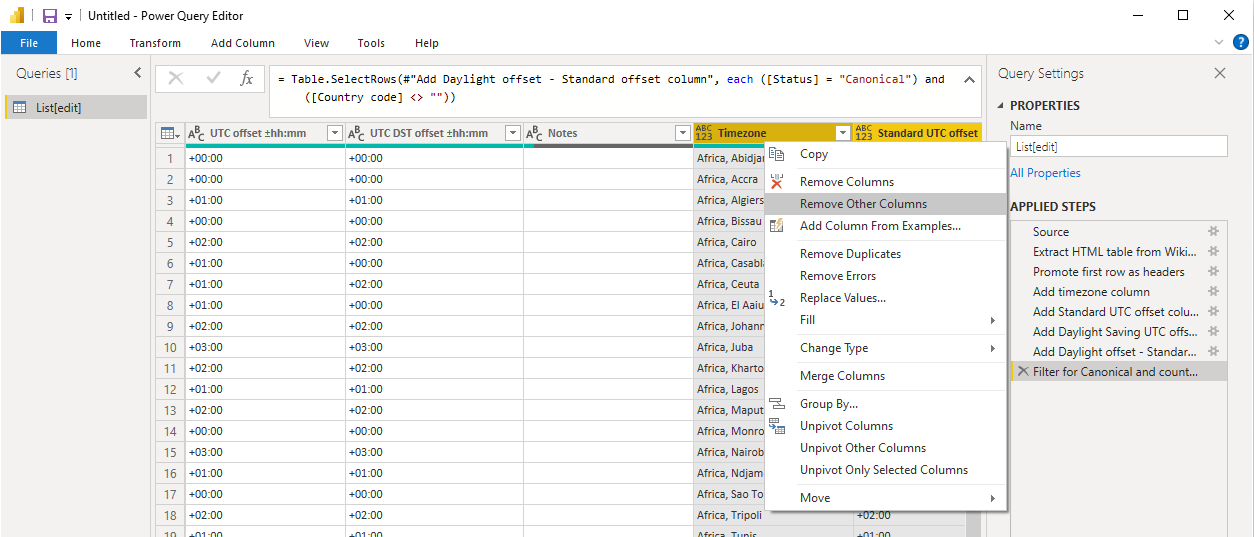 Untitled - Power Query Editor
File Home Transform Add Column View Tools Help
Queries [1]
List[edit]
fx
= Table.SelectRows(#"Add Daylight offset - Standard offset column", each ([Status] = "Canonical") and
([Country code] <> ""))
ABC UTC offset ±hh:mm ABC UTC DST offset ±hh:mm ABC Notes ABC 123 Timezone ABC 123 Standard UTC offset
1 +00:00 +00:00 Africa, Abidja
2 +00:00 +00:00 Africa, Accra
3 +01:00 +01:00 Africa, Algiers
4 +00:00 +00:00 Africa, Bissau
5 +02:00 +02:00 Africa, Cairo
6 +01:00 +00:00 Africa, Casabl
7 +01:00 +02:00 Africa, Ceuta
8 +01:00 +00:00 Africa, El Aaiu
9 +02:00 +02:00 Africa, Johann
10 +03:00 +03:00 Africa, Juba
11 +02:00 +02:00 Africa, Kharto
12 +01:00 +01:00 Africa, Lagos
13 +02:00 +02:00 Africa, Maput
14 +00:00 +00:00 Africa, Monro
15 +03:00 +03:00 Africa, Nairob
16 +01:00 +01:00 Africa, Ndjam
17 +00:00 +00:00 Africa, Sao To
18 +02:00 +02:00 Africa, Tripoli +02:00
19 +01:00 +01:00 Africa, Tunis +01:00
Copy
Remove Columns
Remove Other Columns
Add Column From Examples...
Remove Duplicates
Remove Errors
1 2 Replace Values...
Fill
Change Type
Merge Columns
Group By...
Unpivot Columns
Unpivot Other Columns
Unpivot Only Selected Columns
Move
?
Query Settings
PROPERTIES
Name
List[edit]
All Properties
APPLIED STEPS
Source
Extract HTML table from Wiki...
Promote first row as headers
Add timezone column
Add Standard UTC offset colu...
Add Daylight Saving UTC offs...
Add Daylight offset - Standar...
Filter for Canonical and count...